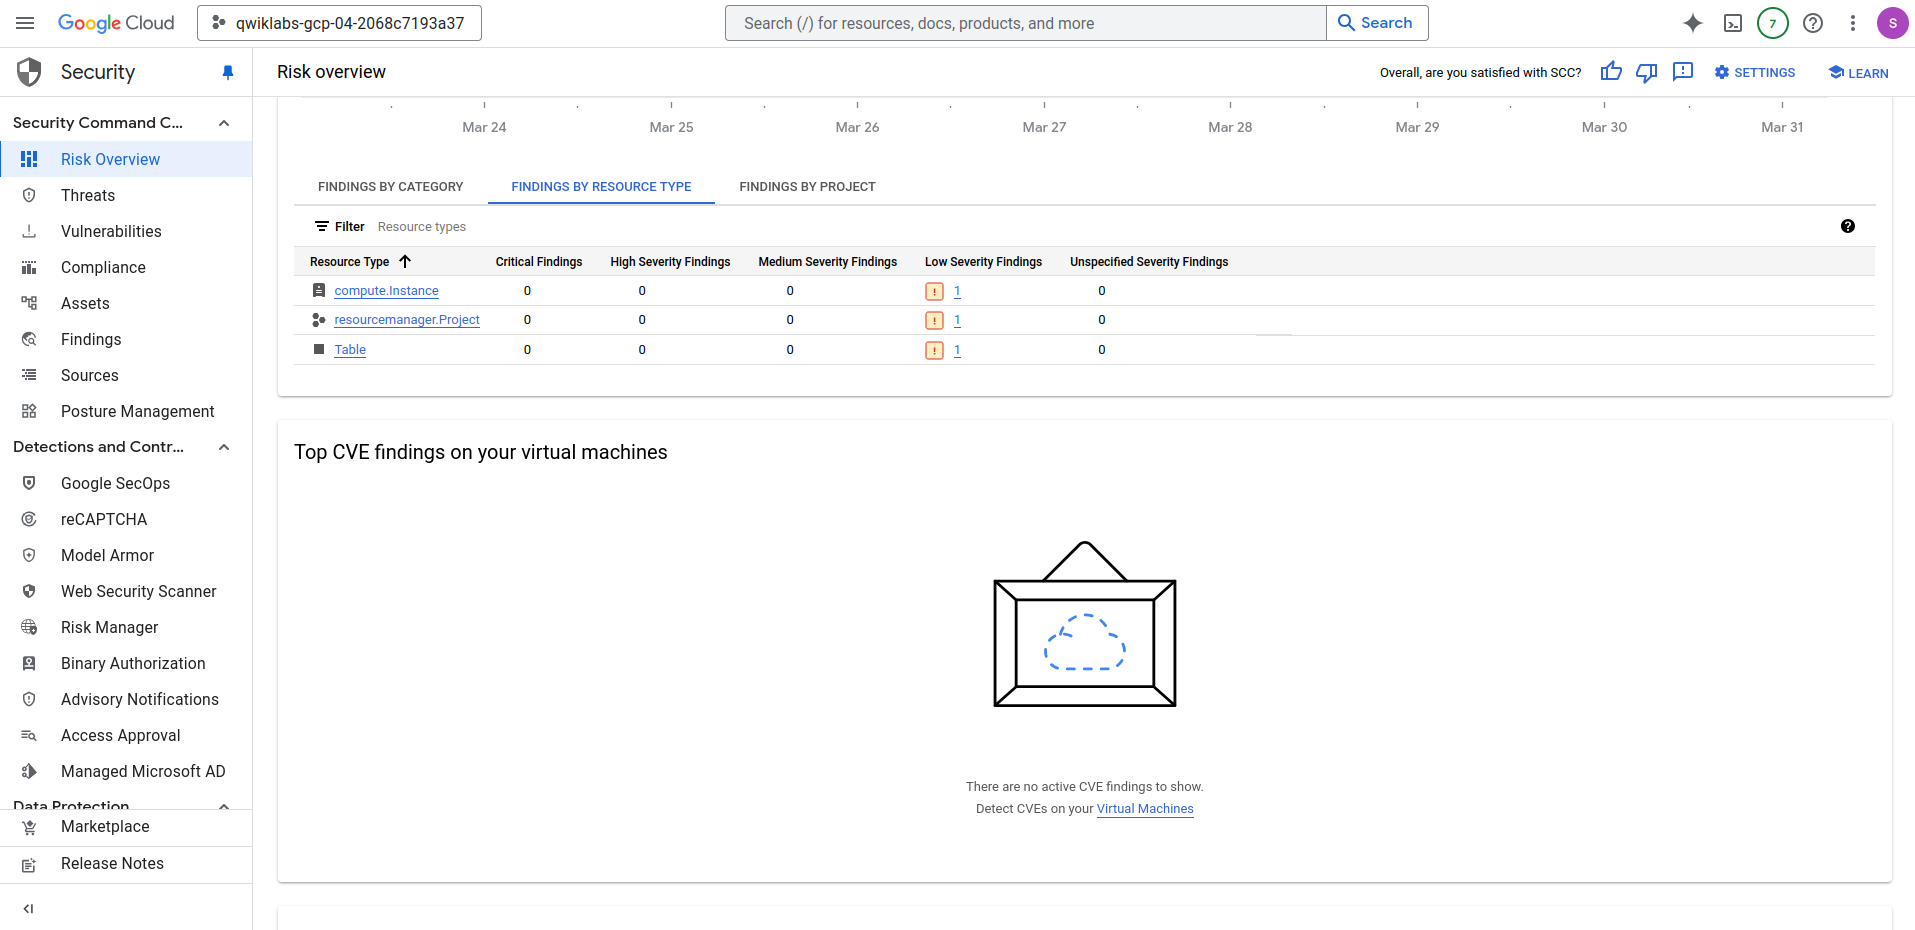 Google Cloud
qwiklabs-gcp-04-2068c7193a37
Search (/) for resources, docs, products, and more
Search
7
S
Security
Risk overview
Overall, are you satisfied with SCC?
SETTINGS
LEARN
Security Command C...
Risk Overview
Threats
Vulnerabilities
Compliance
Assets
Findings
Sources
Posture Management
Detections and Contr...
Google SecOps
reCAPTCHA
Model Armor
Web Security Scanner
Risk Manager
Binary Authorization
Advisory Notifications
Access Approval
Managed Microsoft AD
Data Protection
Marketplace
Release Notes
Mar 24 Mar 25 Mar 26 Mar 27 Mar 28 Mar 29 Mar 30 Mar 31
FINDINGS BY CATEGORY FINDINGS BY RESOURCE TYPE FINDINGS BY PROJECT
Filter Resource types
Resource Type Critical Findings High Severity Findings Medium Severity Findings Low Severity Findings Unspecified Severity Findings
compute.Instance 0 0 0 1 0
resourcemanager.Project 0 0 0 1 0
Table 0 0 0 1 0
Top CVE findings on your virtual machines
There are no active CVE findings to show.
Detect CVEs on your Virtual Machines